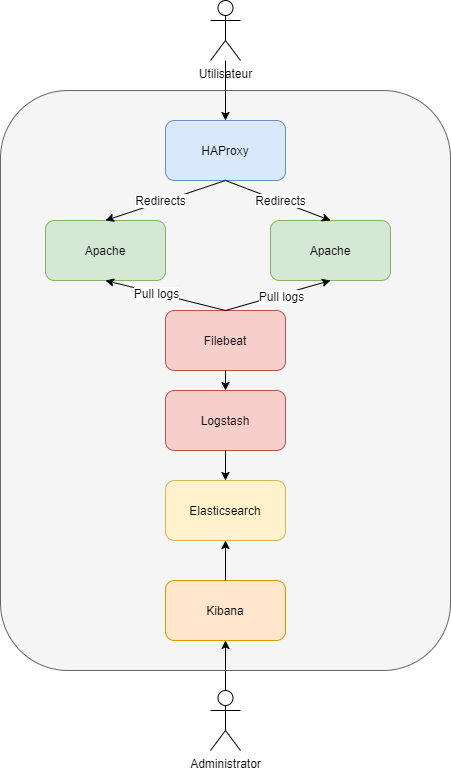 Utilisateur
HAProxy
Redirects
Redirects
Apache
Apache
Pull logs
Pull logs
Filebeat
Logstash
Elasticsearch
Kibana
Administrator